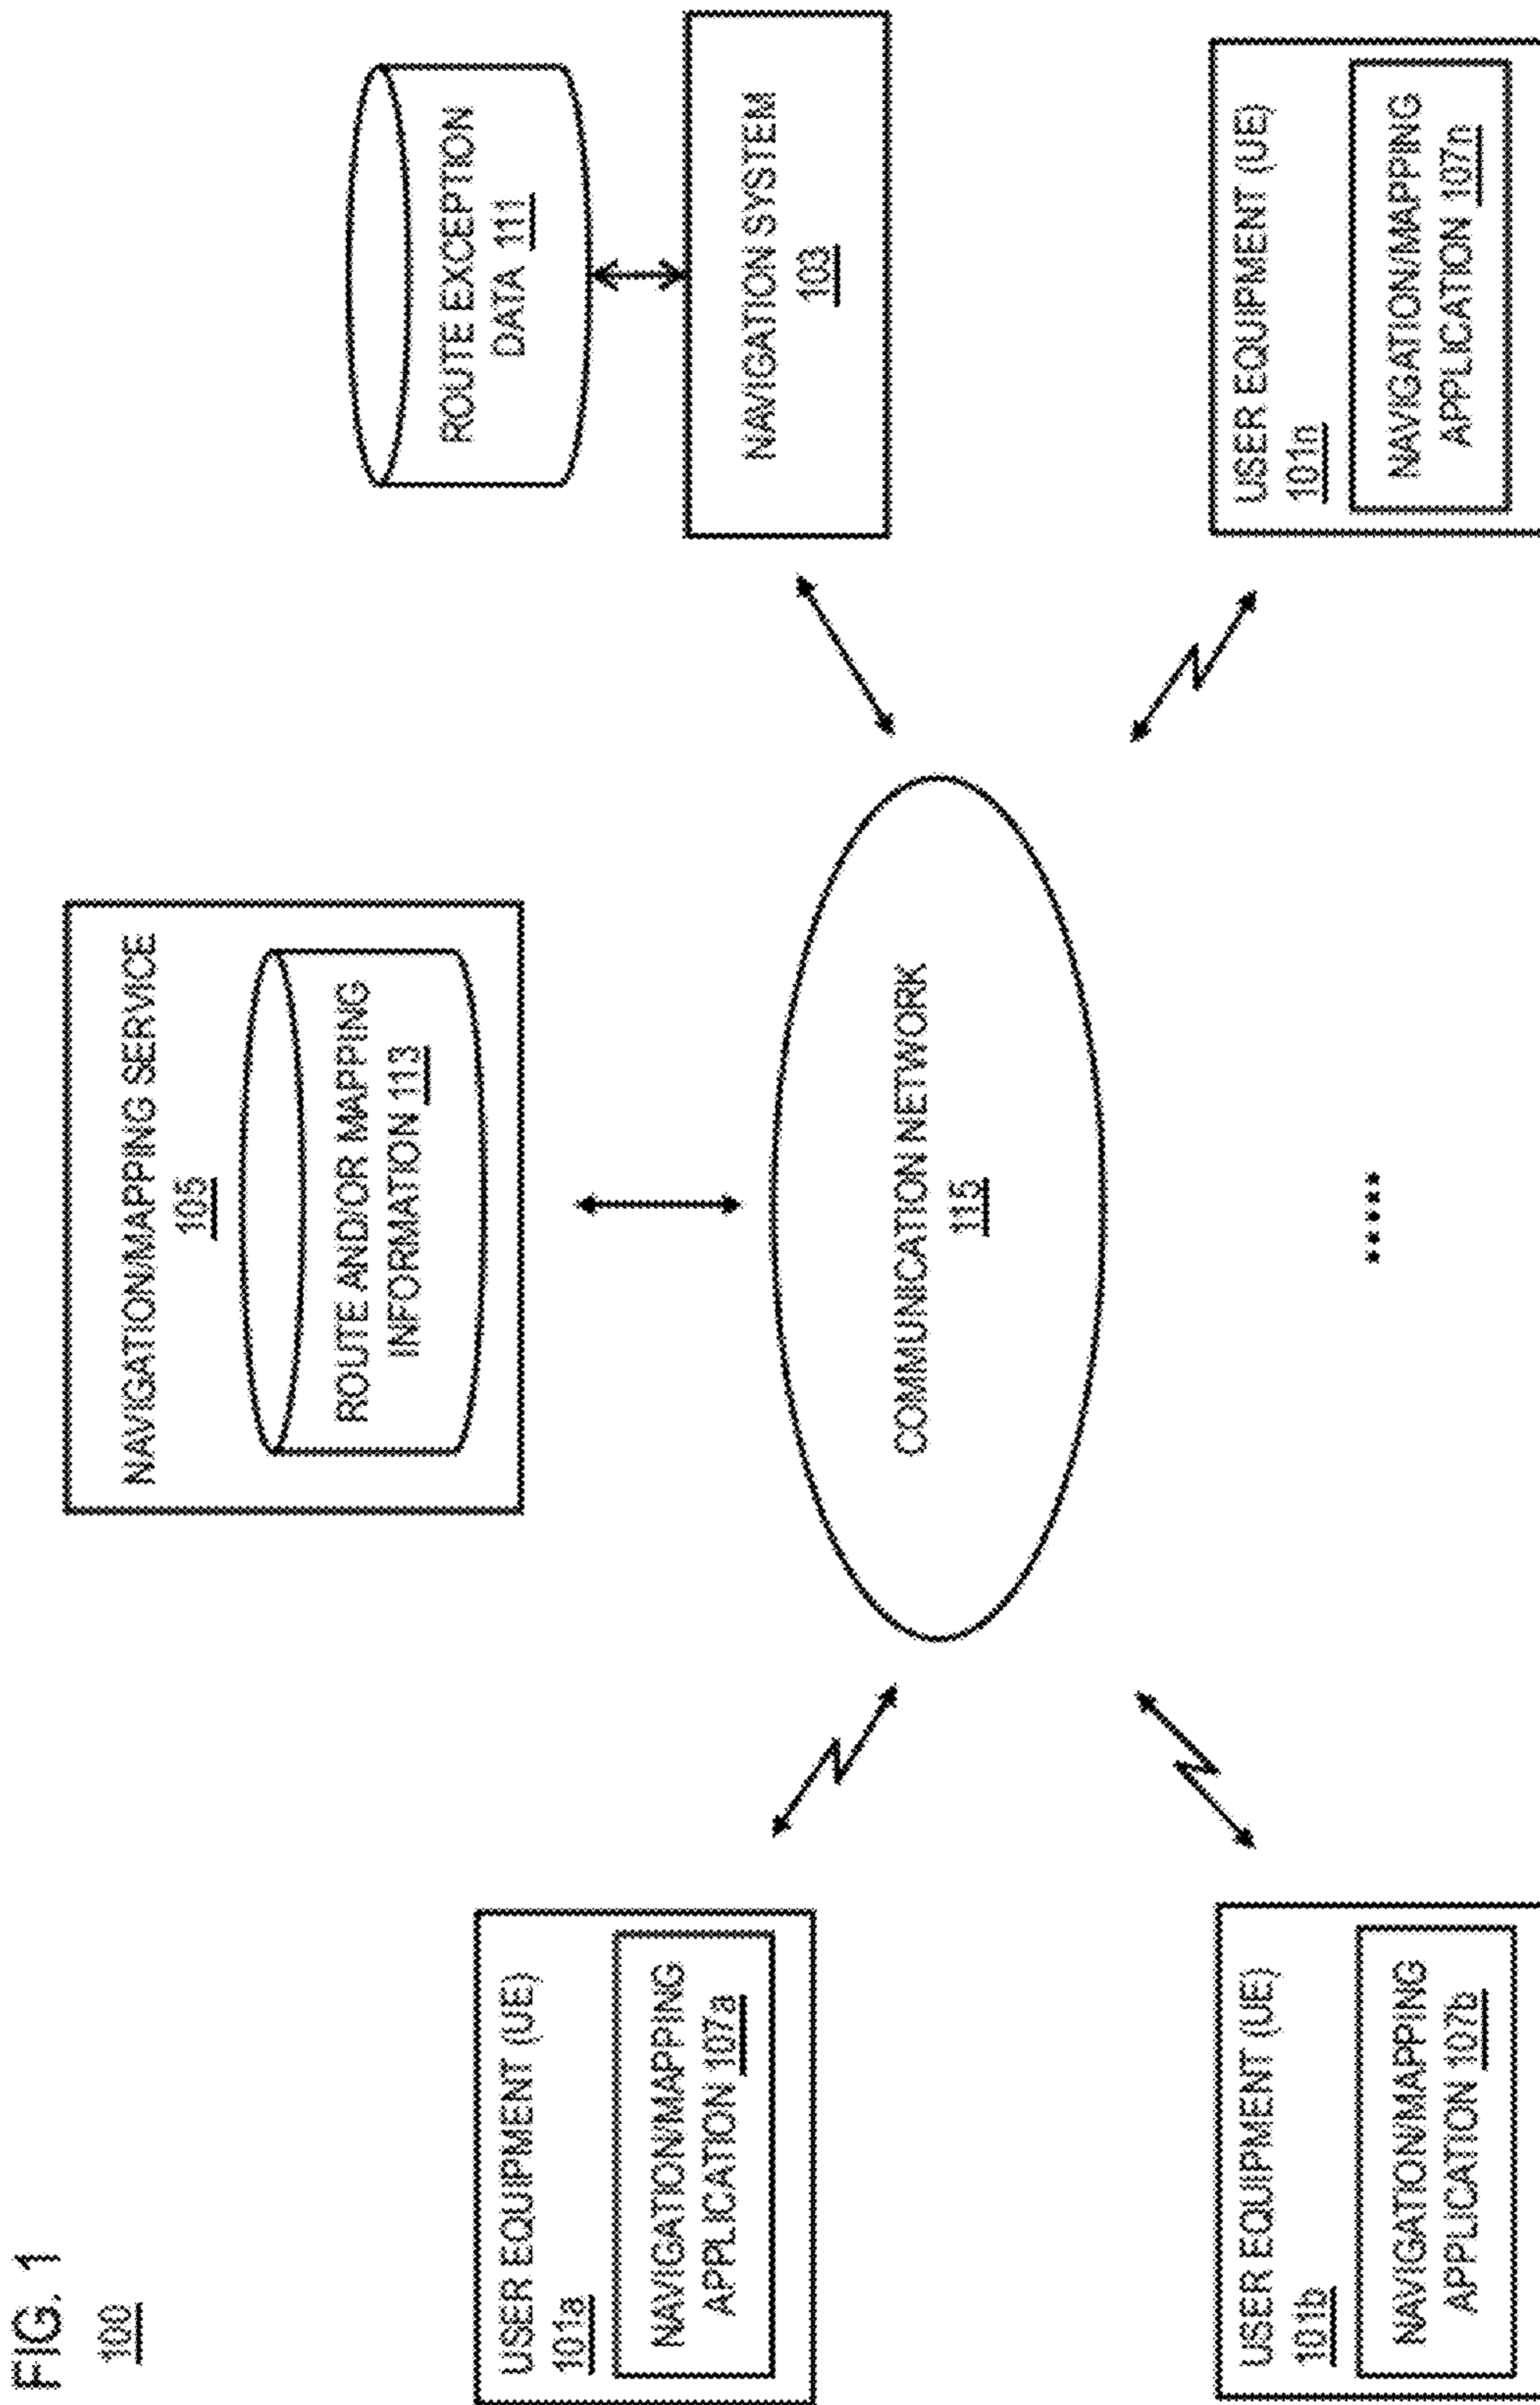 FIG. 1
100
NAVIGATION/MAPPING SERVICE
105
ROUTE AND/OR MAPPING
INFORMATION 113
ROUTE EXCEPTION
DATA 111
NAVIGATION SYSTEM
103
USER EQUIPMENT (UE)
101a
NAVIGATION/MAPPING
APPLICATION 107a
COMMUNICATION NETWORK
115
USER EQUIPMENT (UE)
101b
NAVIGATION/MAPPING
APPLICATION 107b
USER EQUIPMENT (UE)
101n
NAVIGATION/MAPPING
APPLICATION 107n